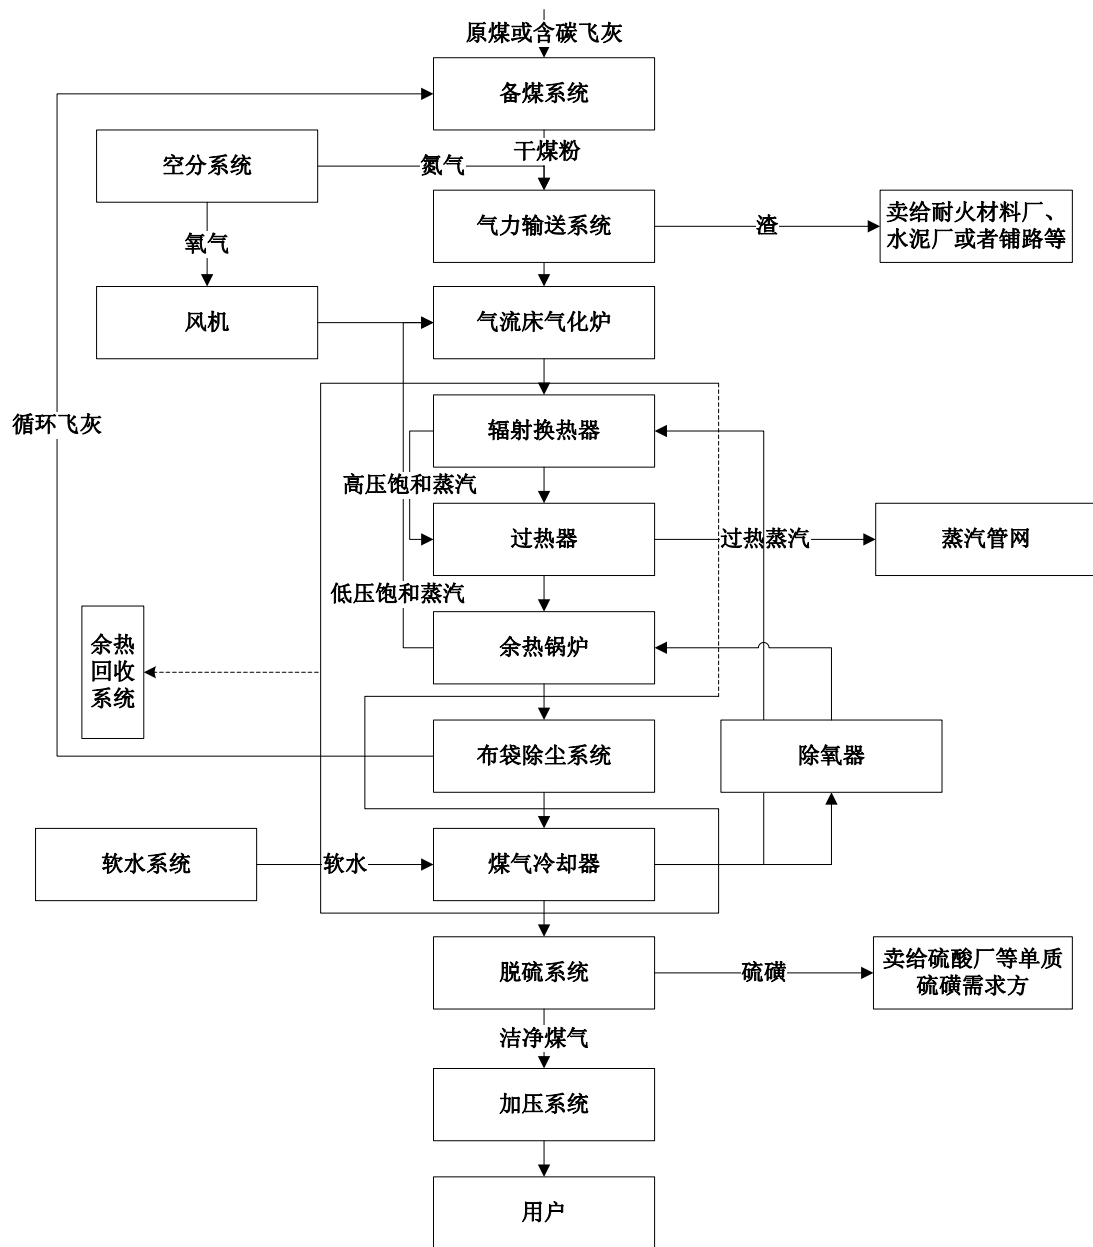 原煤或含碳飞灰
备煤系统
干煤粉
空分系统
氮气
气力输送系统
渣
卖给耐火材料厂、
水泥厂或者铺路等
氧气
风机
气流床气化炉
循环飞灰
辐射换热器
高压饱和蒸汽
过热器
过热蒸汽
蒸汽管网
低压饱和蒸汽
余热锅炉
余热
回收
系统
布袋除尘系统
除氧器
软水系统
软水
煤气冷却器
脱硫系统
硫磺
卖给硫酸厂等单质
硫磺需求方
洁净煤气
加压系统
用户